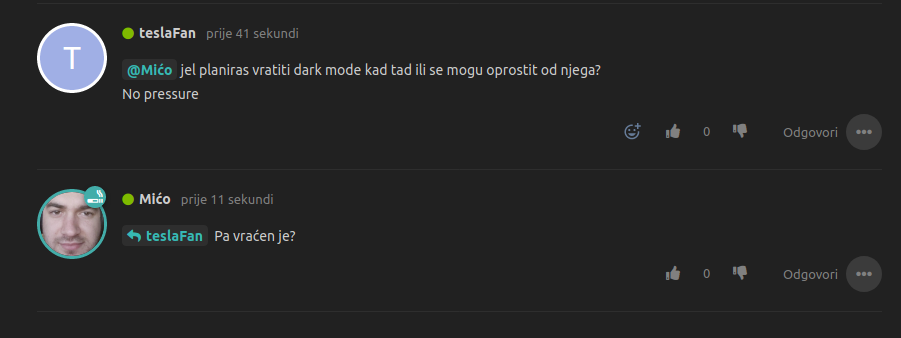 T
teslaFan prije 41 sekundi
@Mićo jel planiras vratiti dark mode kad tad ili se mogu oprostit od njega?
No pressure
0 Odgovori
Mićo prije 11 sekundi
teslaFan Pa vraćen je?
0 Odgovori